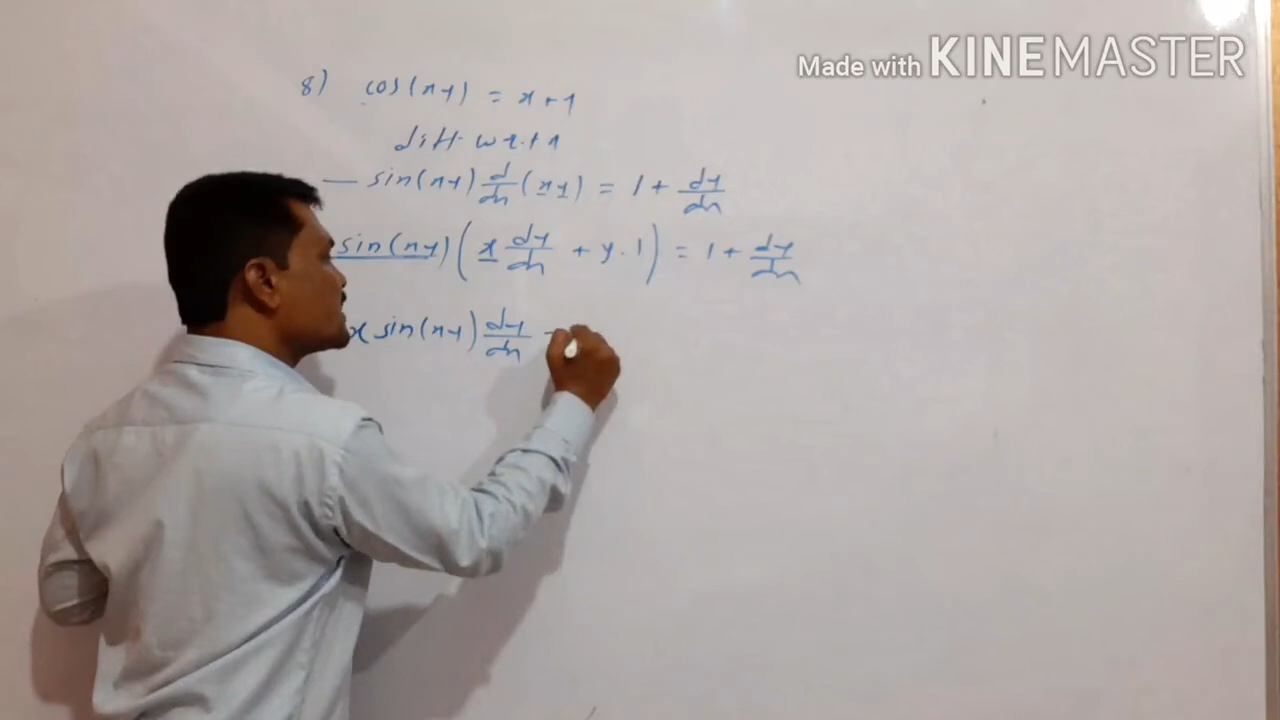 Made with KINEMASTER
8) cos(xy) = x + y
diff w.r.t x
— sin(xy) d/dx (xy) = 1 + dy/dx
sin(xy) ( x dy/dx + y . 1 ) = 1 + dy/dx
x sin(xy) dy/dx